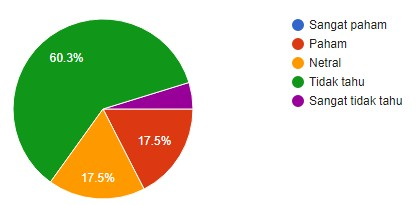 60.3%
17.5%
17.5%
Sangat paham
Paham
Netral
Tidak tahu
Sangat tidak tahu